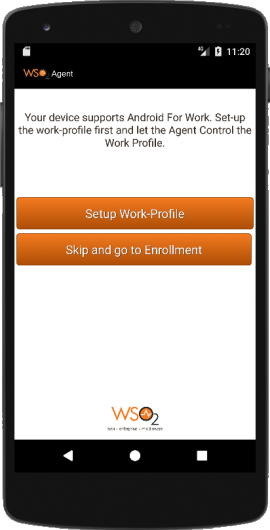 4G 11:20
WSO2 Agent
Your device supports Android For Work. Set-up
the work-profile first and let the Agent Control the
Work Profile.
Setup Work-Profile
Skip and go to Enrollment
WSO2